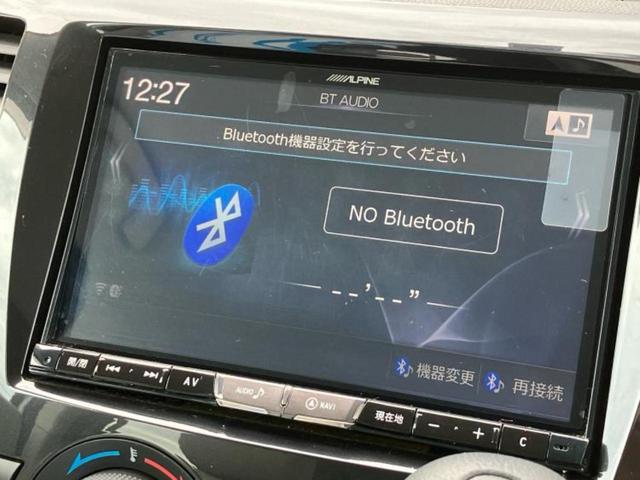 ALPINE
12:27
BT AUDIO
Bluetooth機器設定を行ってください
NO Bluetooth
_ _ ' _ _ "
機器変更
再接続
開/閉
AV
AUDIO
NAVI
現在地
− · +
C